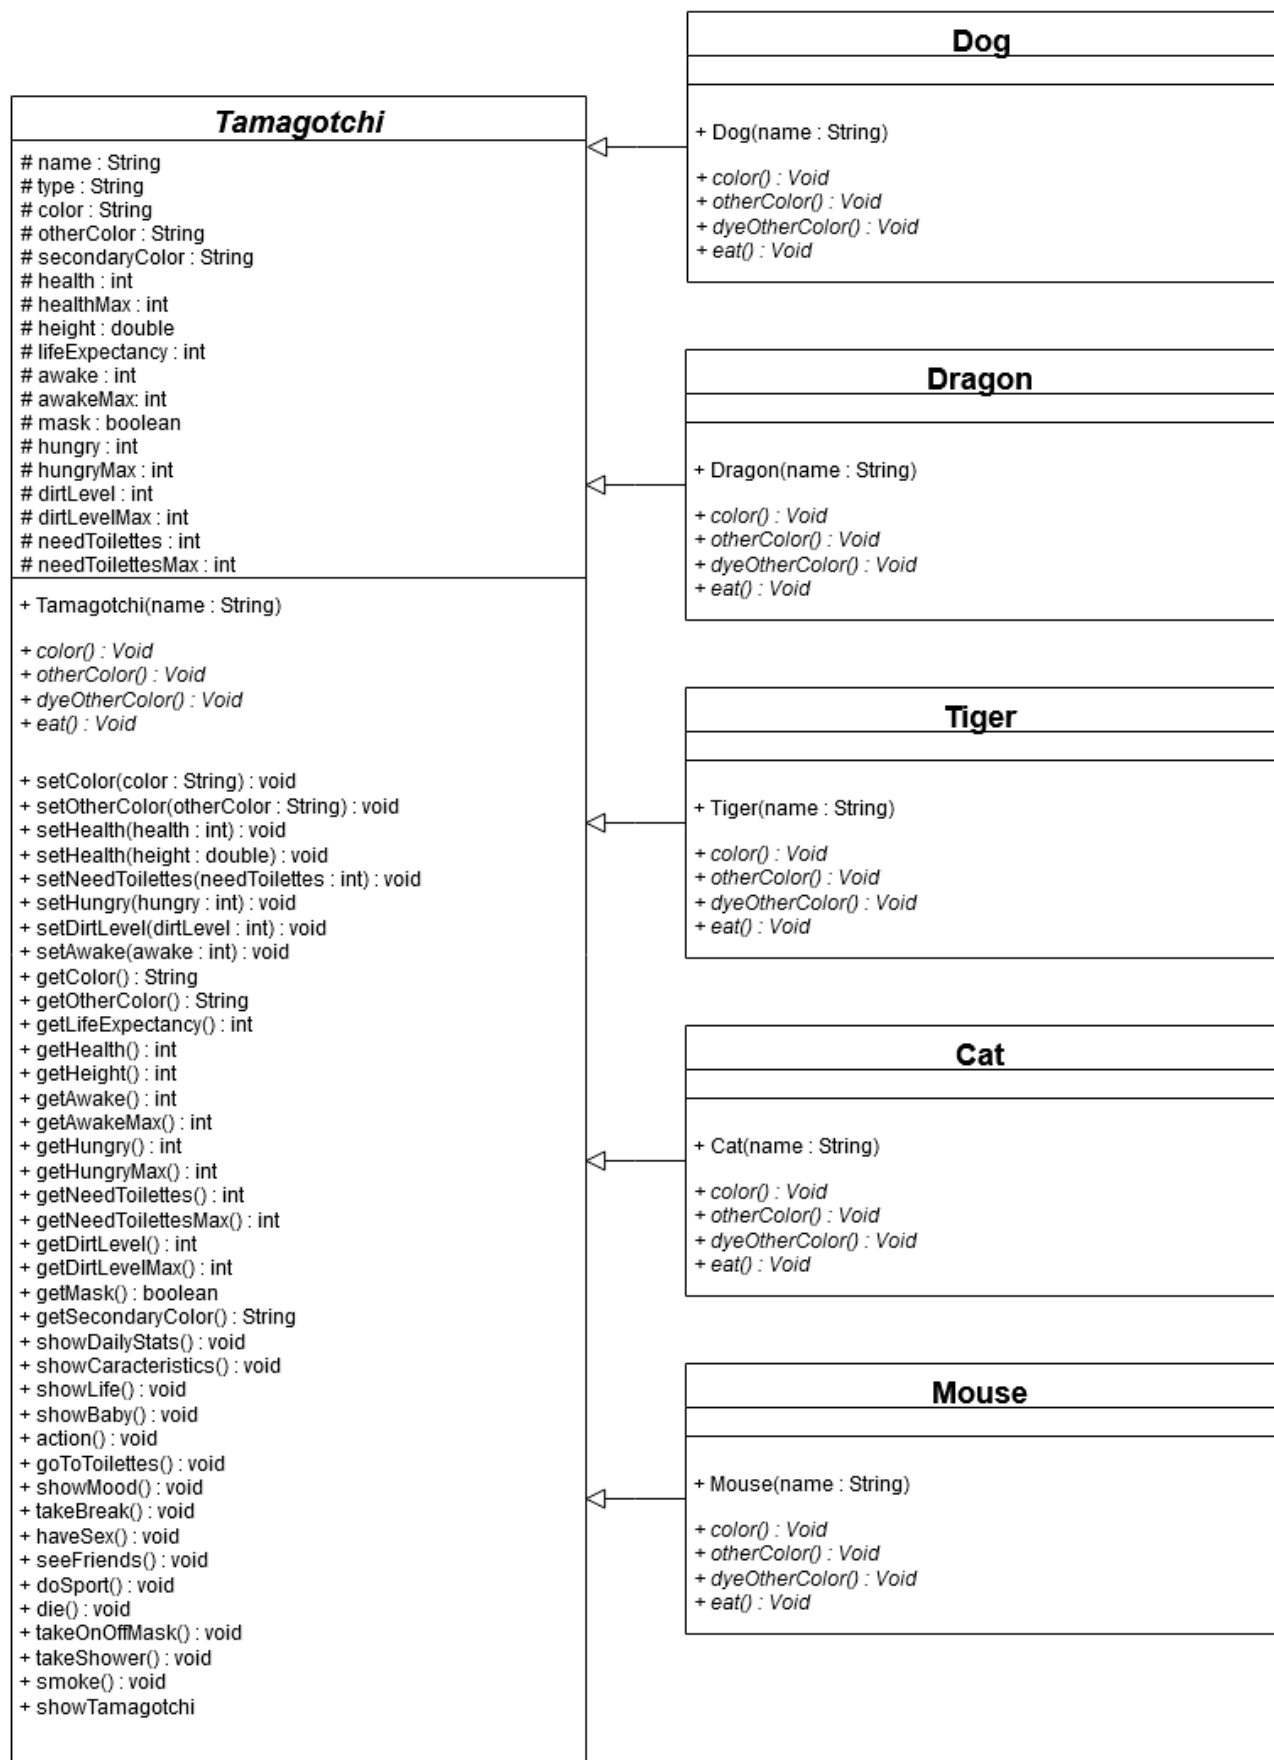 Tamagotchi
# name : String
# type : String
# color : String
# otherColor : String
# secondaryColor : String
# health : int
# healthMax : int
# height : double
# lifeExpectancy : int
# awake : int
# awakeMax: int
# mask : boolean
# hungry : int
# hungryMax : int
# dirtLevel : int
# dirtLevelMax : int
# needToilettes : int
# needToilettesMax : int
+ Tamagotchi(name : String)
+ color() : Void
+ otherColor() : Void
+ dyeOtherColor() : Void
+ eat() : Void
+ setColor(color : String) : void
+ setOtherColor(otherColor : String) : void
+ setHealth(health : int) : void
+ setHealth(height : double) : void
+ setNeedToilettes(needToilettes : int) : void
+ setHungry(hungry : int) : void
+ setDirtLevel(dirtLevel : int) : void
+ setAwake(awake : int) : void
+ getColor() : String
+ getOtherColor() : String
+ getLifeExpectancy() : int
+ getHealth() : int
+ getHeight() : int
+ getAwake() : int
+ getAwakeMax() : int
+ getHungry() : int
+ getHungryMax() : int
+ getNeedToilettes() : int
+ getNeedToilettesMax() : int
+ getDirtLevel() : int
+ getDirtLevelMax() : int
+ getMask() : boolean
+ getSecondaryColor() : String
+ showDailyStats() : void
+ showCaracteristics() : void
+ showLife() : void
+ showBaby() : void
+ action() : void
+ goToToilettes() : void
+ showMood() : void
+ takeBreak() : void
+ haveSex() : void
+ seeFriends() : void
+ doSport() : void
+ die() : void
+ takeOnOffMask() : void
+ takeShower() : void
+ smoke() : void
+ showTamagotchi
Dog
+ Dog(name : String)
+ color() : Void
+ otherColor() : Void
+ dyeOtherColor() : Void
+ eat() : Void
Dragon
+ Dragon(name : String)
+ color() : Void
+ otherColor() : Void
+ dyeOtherColor() : Void
+ eat() : Void
Tiger
+ Tiger(name : String)
+ color() : Void
+ otherColor() : Void
+ dyeOtherColor() : Void
+ eat() : Void
Cat
+ Cat(name : String)
+ color() : Void
+ otherColor() : Void
+ dyeOtherColor() : Void
+ eat() : Void
Mouse
+ Mouse(name : String)
+ color() : Void
+ otherColor() : Void
+ dyeOtherColor() : Void
+ eat() : Void